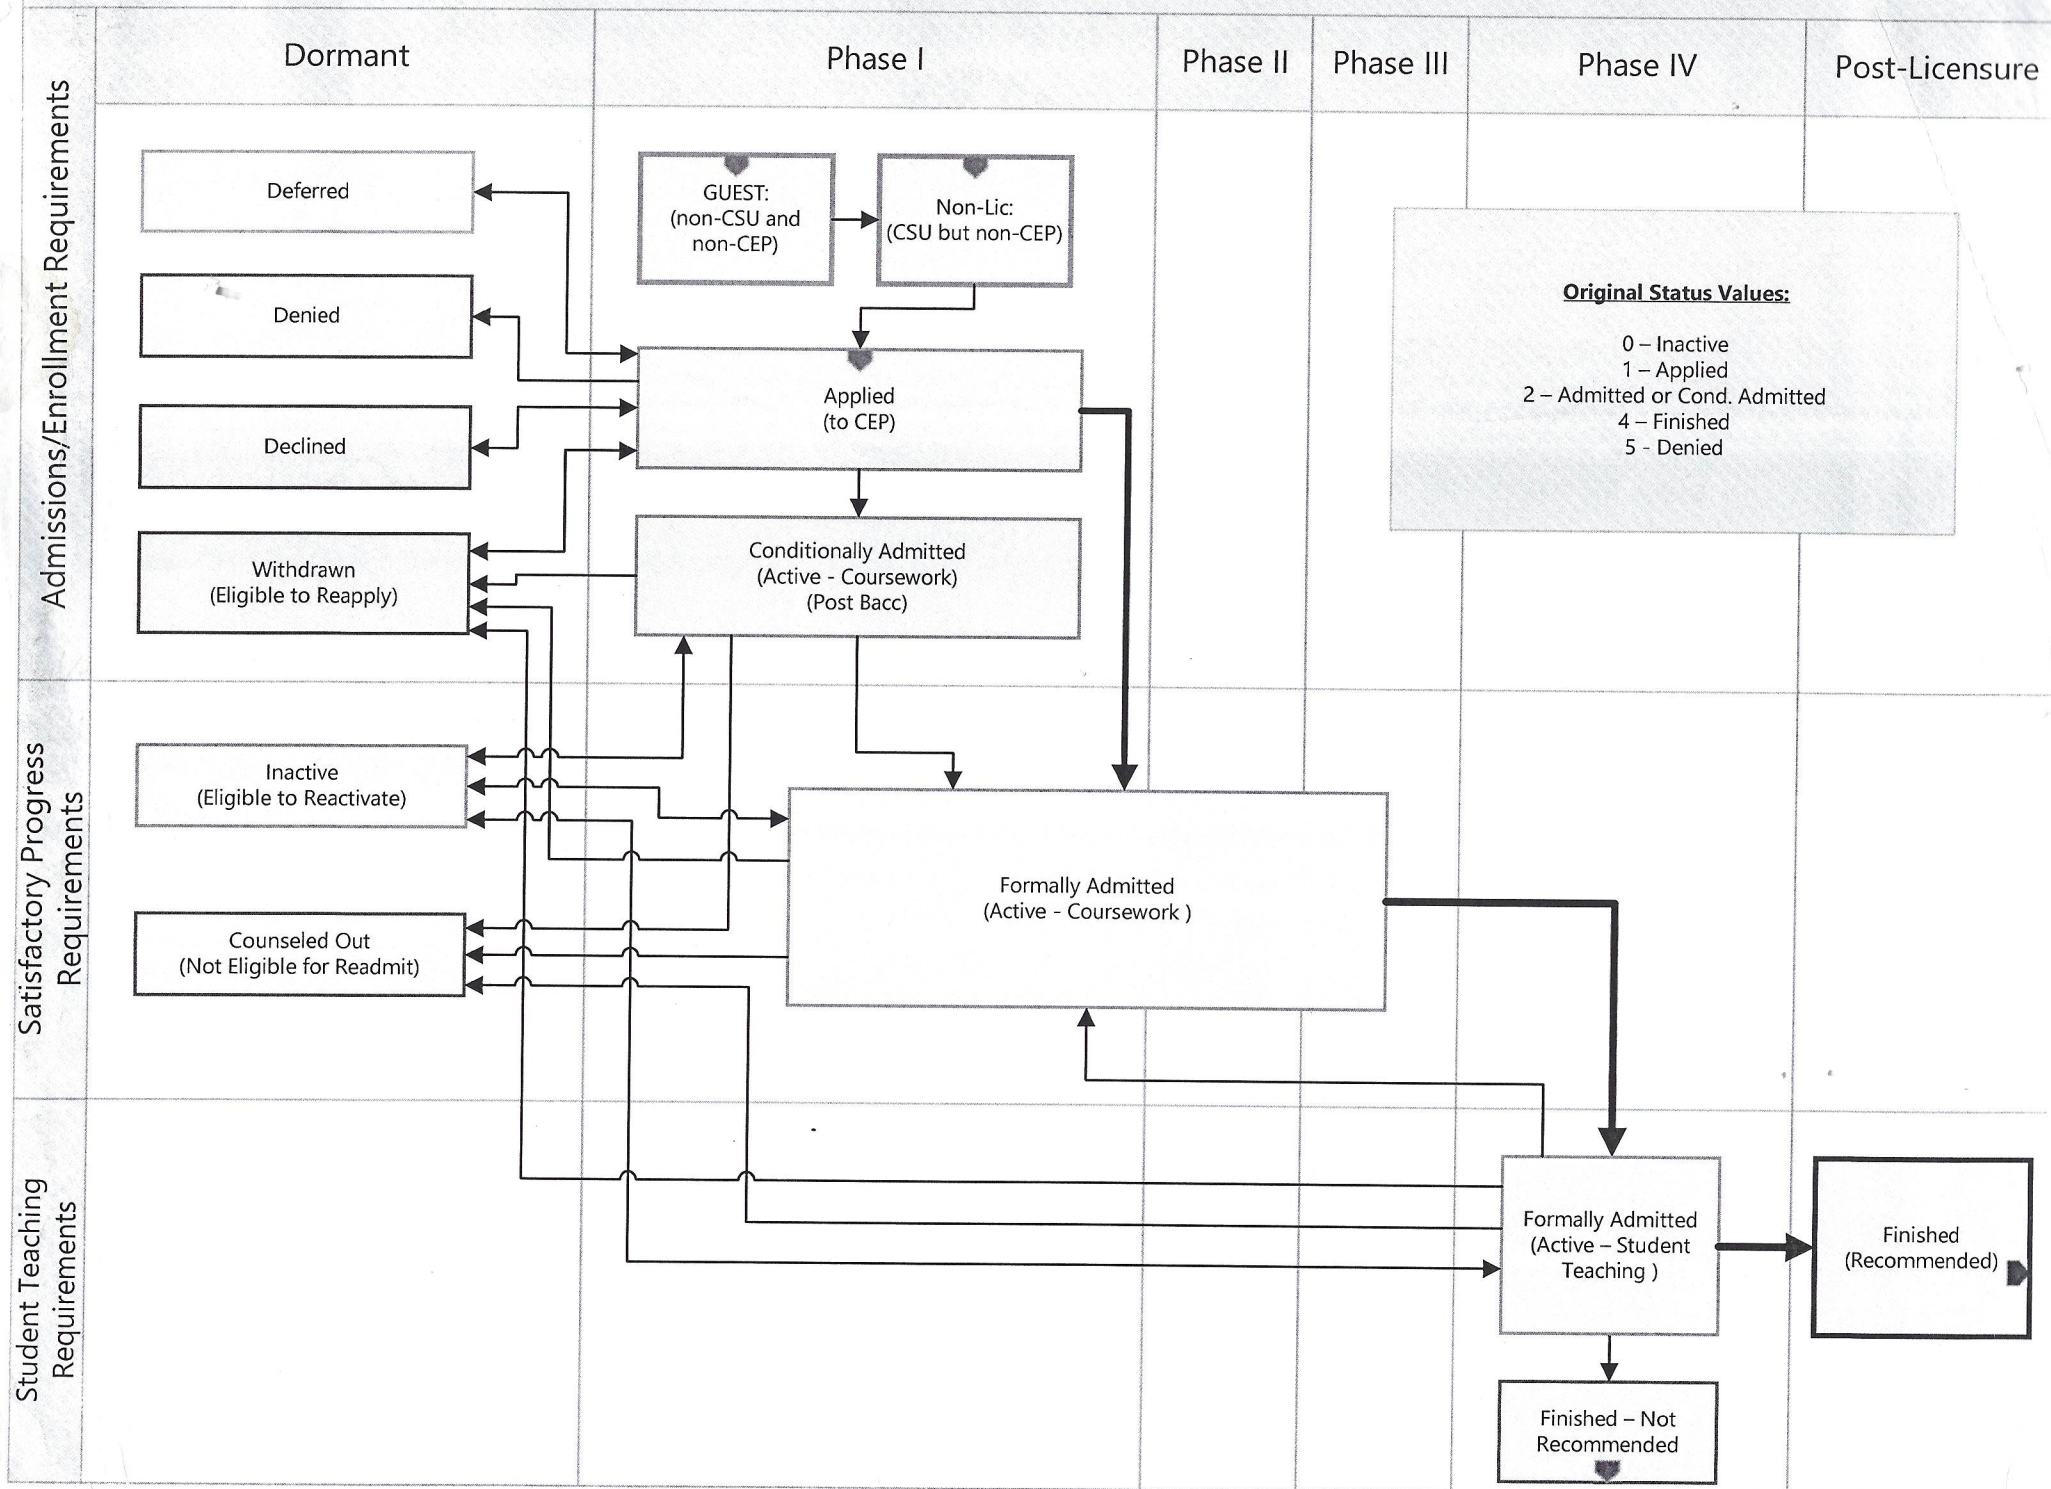 Dormant
Phase I
Phase II
Phase III
Phase IV
Post-Licensure
Admissions/Enrollment Requirements
Deferred
Denied
Declined
Withdrawn
(Eligible to Reapply)
GUEST:
(non-CSU and
non-CEP)
Non-Lic:
(CSU but non-CEP)
Applied
(to CEP)
Conditionally Admitted
(Active - Coursework)
(Post Bacc)
Original Status Values:
0 – Inactive
1 – Applied
2 – Admitted or Cond. Admitted
4 – Finished
5 - Denied
Satisfactory Progress
Requirements
Inactive
(Eligible to Reactivate)
Counseled Out
(Not Eligible for Readmit)
Formally Admitted
(Active - Coursework )
Student Teaching
Requirements
Formally Admitted
(Active – Student
Teaching )
Finished
(Recommended)
Finished – Not
Recommended